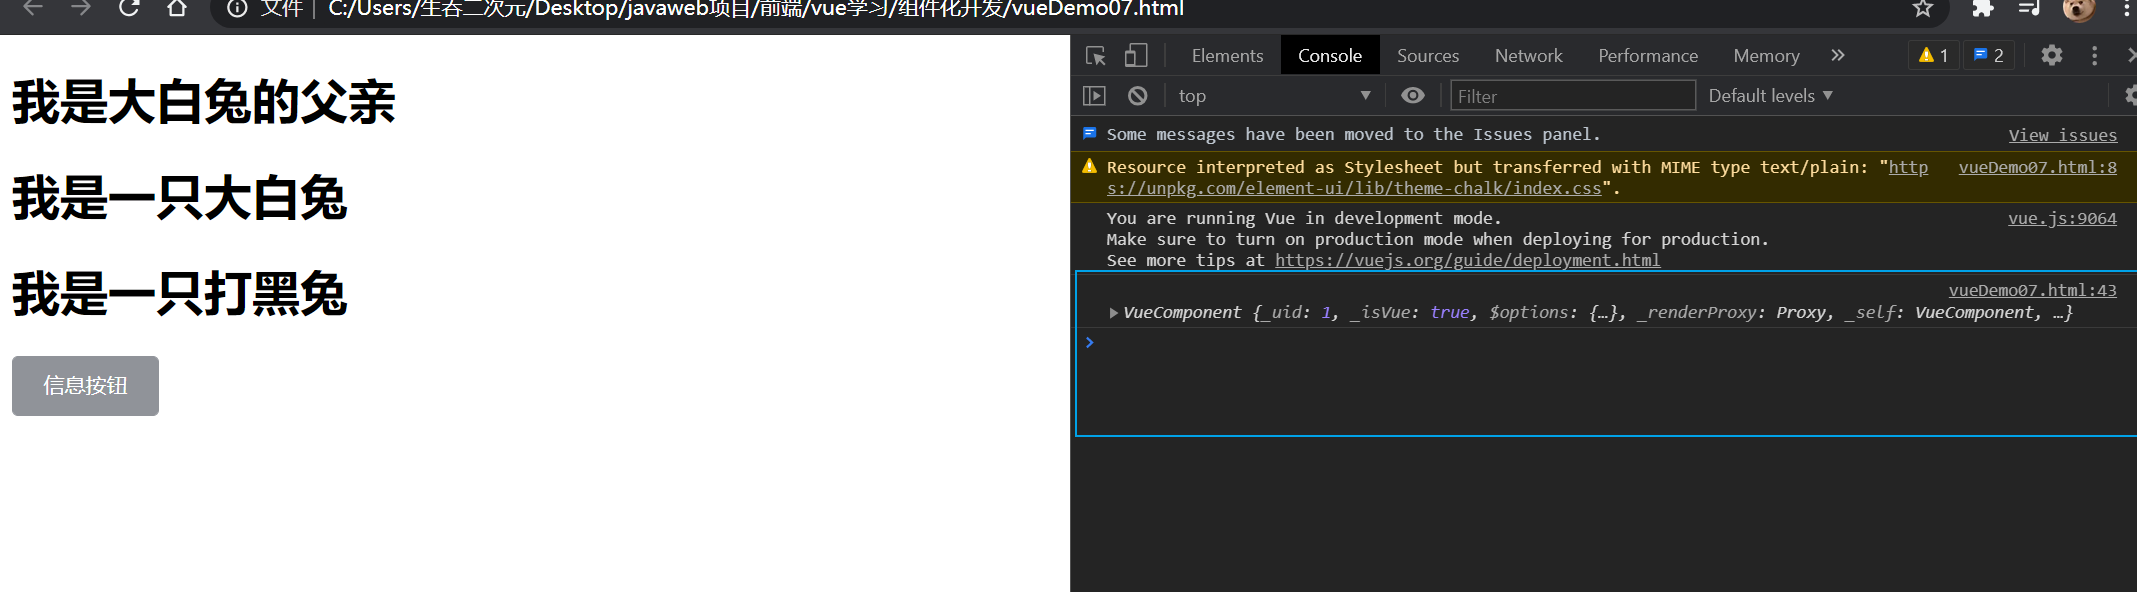 文件 | C:/Users/生吞二次元/Desktop/javaweb项目/前端/vue学习/组件化开发/vueDemo07.html
我是大白兔的父亲
我是一只大白兔
我是一只打黑兔
信息按钮
Elements Console Sources Network Performance Memory » 1 2
top Filter Default levels
Some messages have been moved to the Issues panel. View issues
Resource interpreted as Stylesheet but transferred with MIME type text/plain: "http vueDemo07.html:8
s://unpkg.com/element-ui/lib/theme-chalk/index.css".
You are running Vue in development mode. vue.js:9064
Make sure to turn on production mode when deploying for production.
See more tips at https://vuejs.org/guide/deployment.html
vueDemo07.html:43
VueComponent {_uid: 1, _isVue: true, $options: {…}, _renderProxy: Proxy, _self: VueComponent, …}